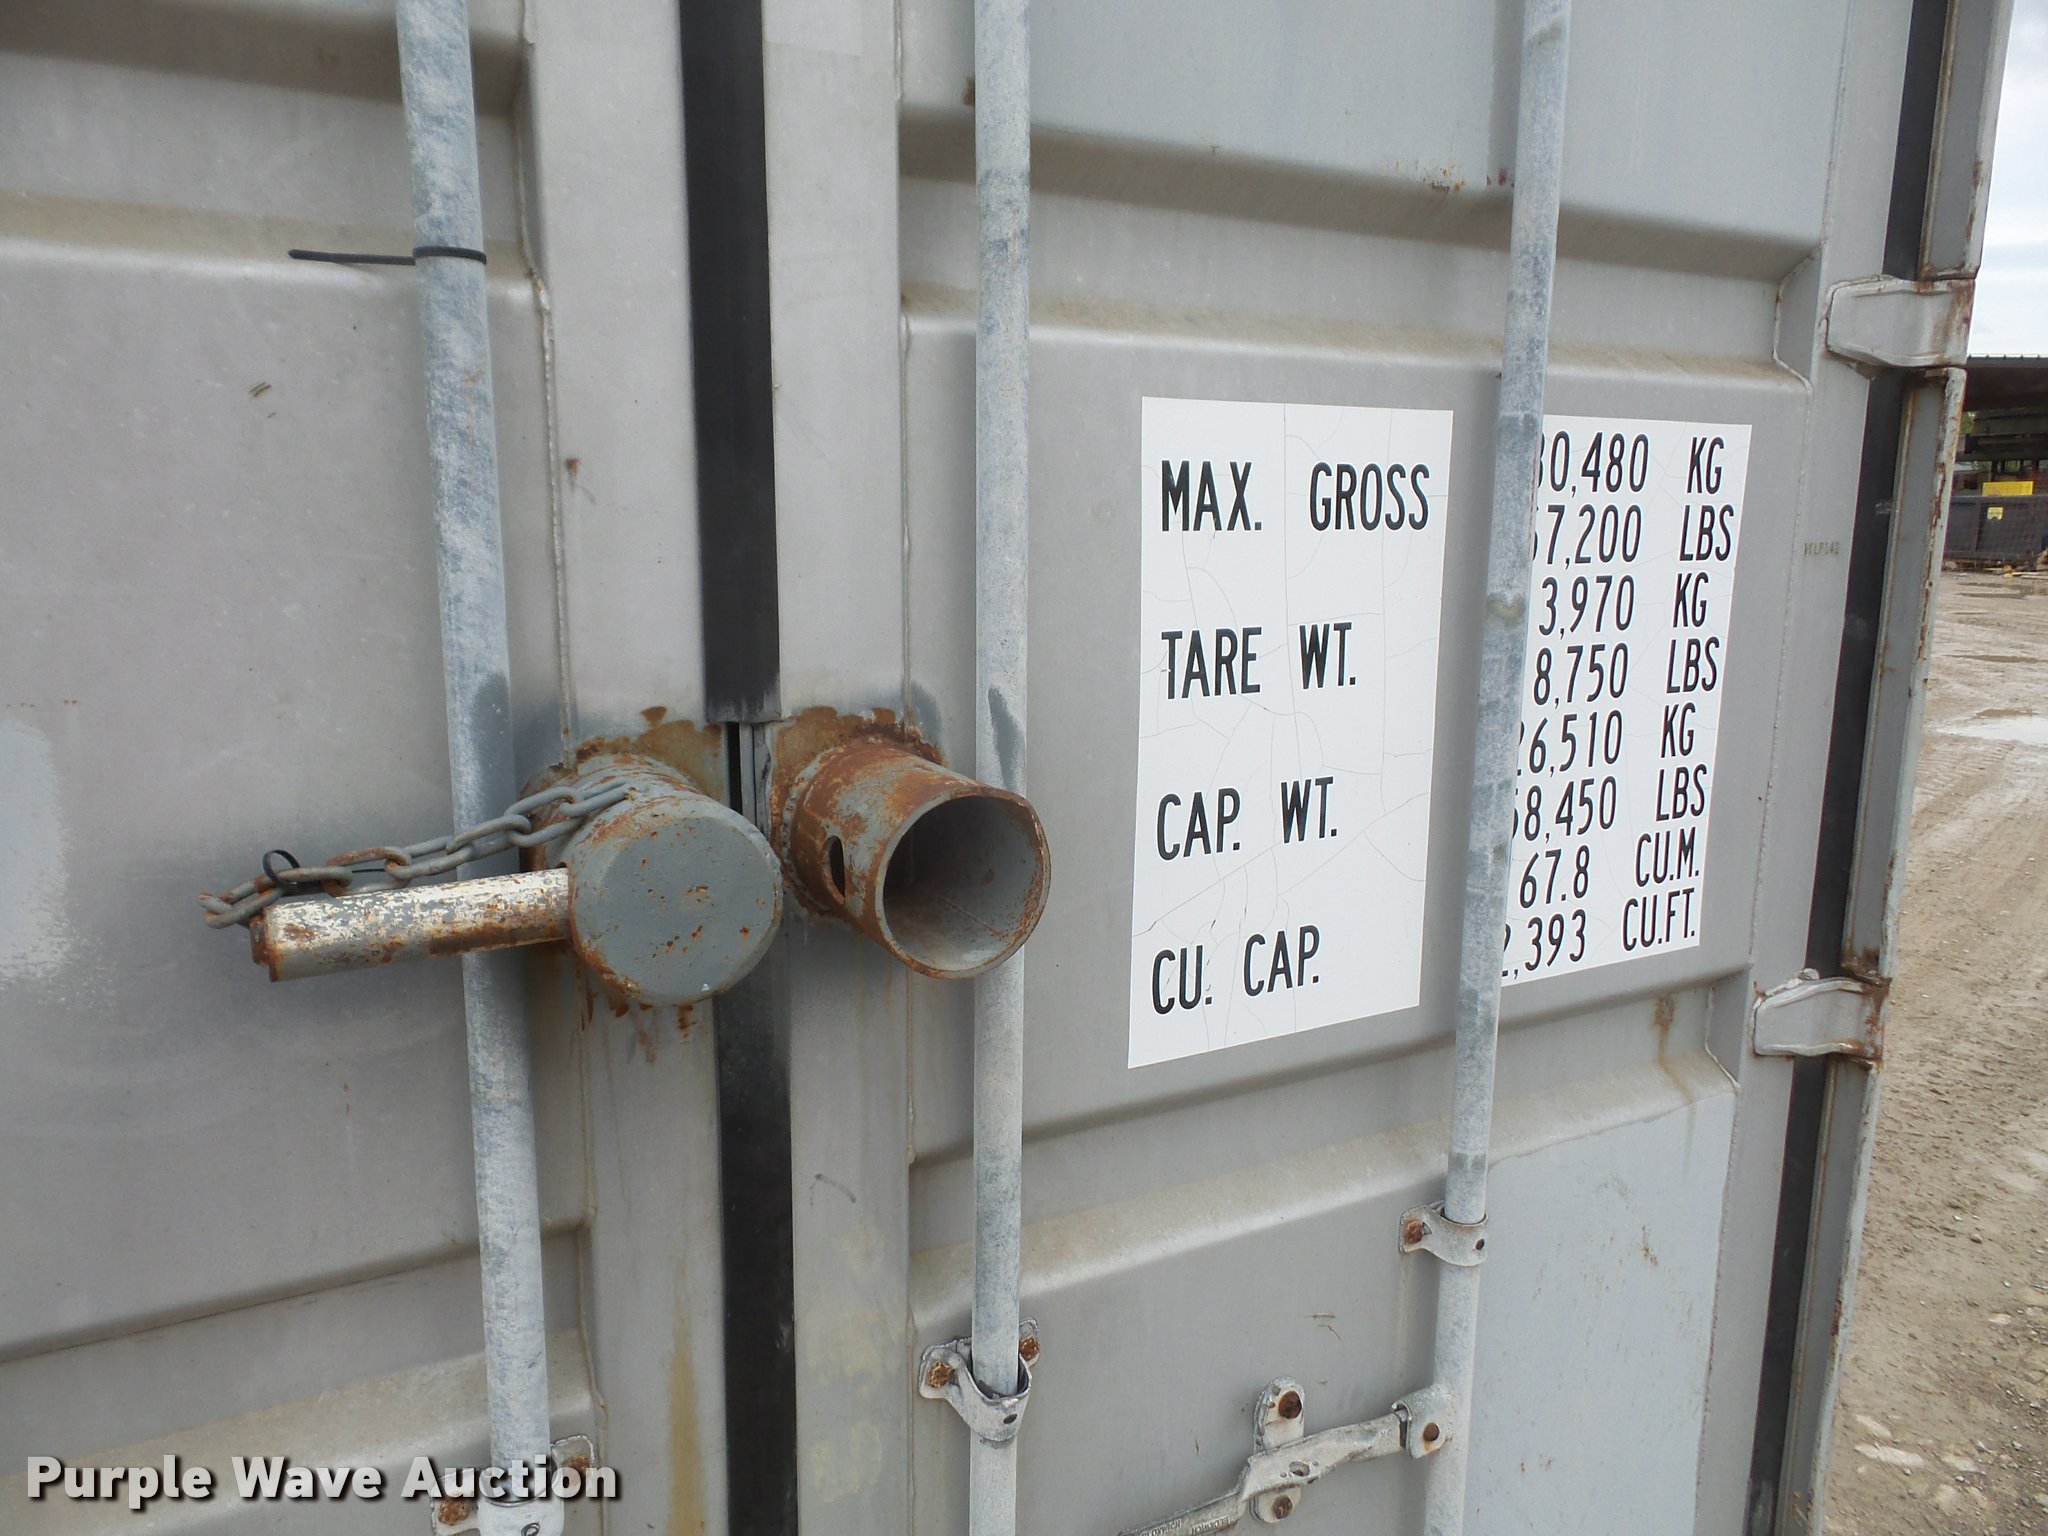 MAX. GROSS 30,480 KG
67,200 LBS
TARE WT. 3,970 KG
8,750 LBS
CAP. WT. 26,510 KG
58,450 LBS
CU. CAP. 67.8 CU.M.
2,393 CU.FT.
Purple Wave Auction